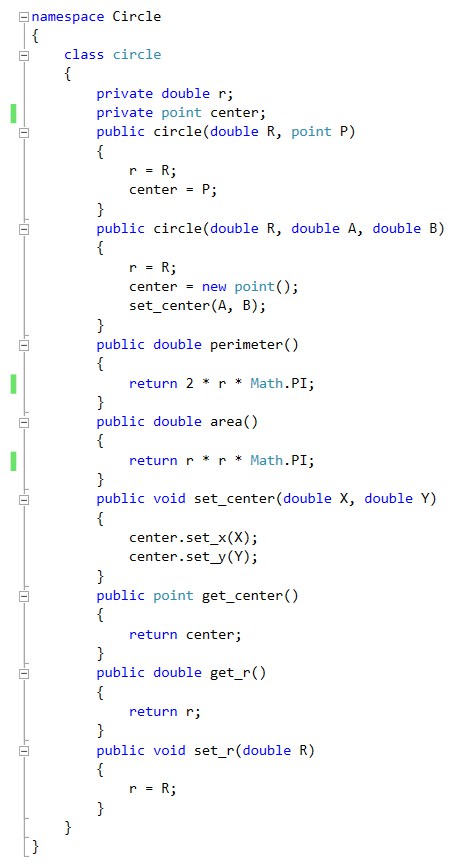 namespace Circle
{
    class circle
    {
        private double r;
        private point center;
        public circle(double R, point P)
        {
            r = R;
            center = P;
        }
        public circle(double R, double A, double B)
        {
            r = R;
            center = new point();
            set_center(A, B);
        }
        public double perimeter()
        {
            return 2 * r * Math.PI;
        }
        public double area()
        {
            return r * r * Math.PI;
        }
        public void set_center(double X, double Y)
        {
            center.set_x(X);
            center.set_y(Y);
        }
        public point get_center()
        {
            return center;
        }
        public double get_r()
        {
            return r;
        }
        public void set_r(double R)
        {
            r = R;
        }
    }
}